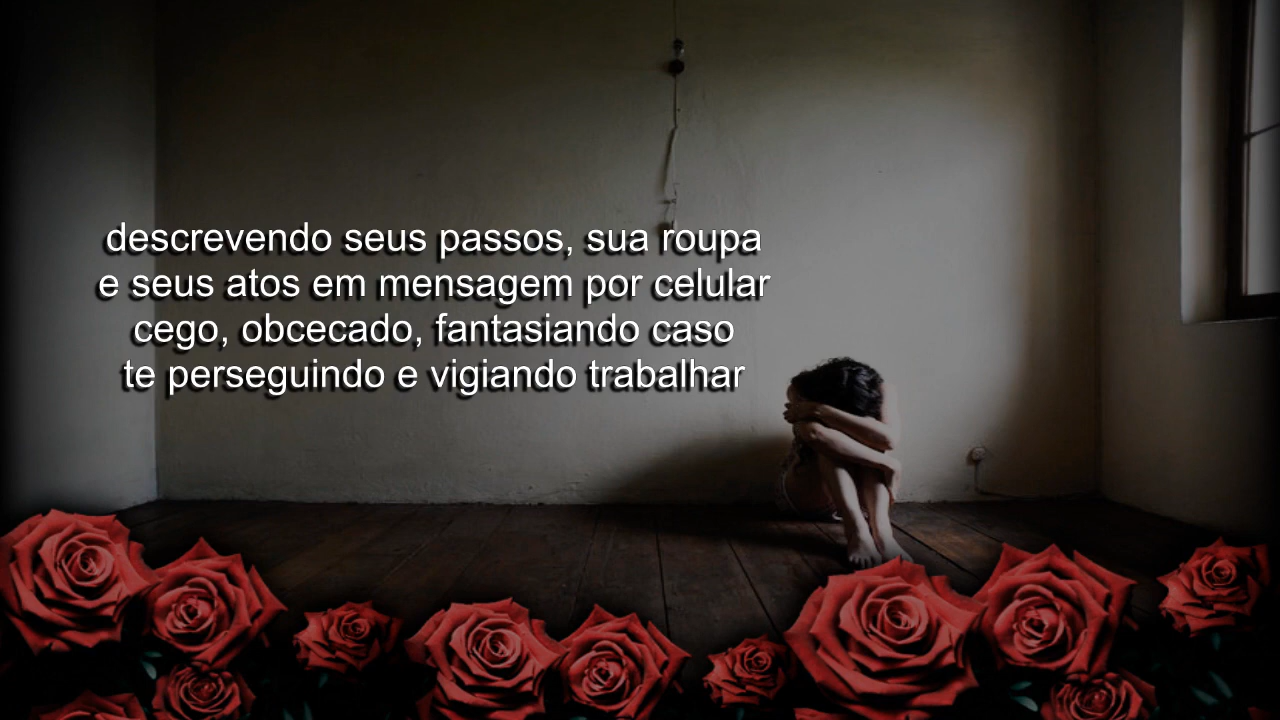 descrevendo seus passos, sua roupa
e seus atos em mensagem por celular
cego, obcecado, fantasiando caso
te perseguindo e vigiando trabalhar